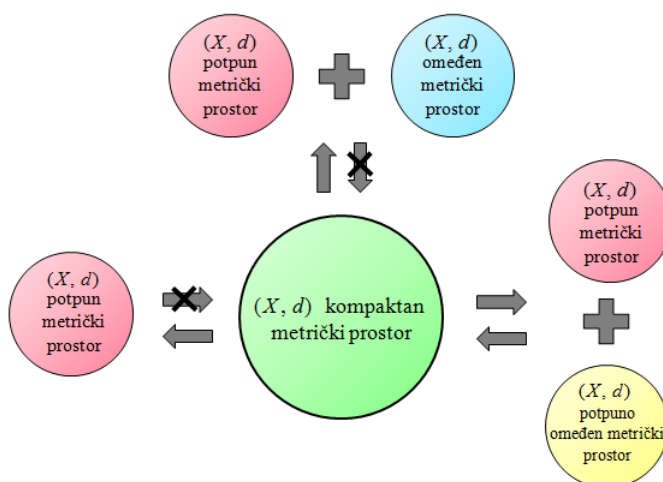 (X, d)
potpun
metrički
prostor
(X, d)
omeđen
metrički
prostor
(X, d)
potpun
metrički
prostor
(X, d)
potpun
metrički
prostor
(X, d) kompaktan
metrički prostor
(X, d)
potpuno
omeđen metrički
prostor